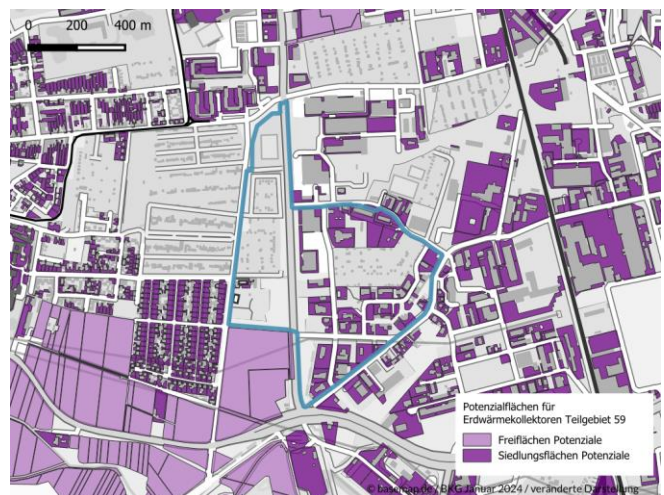 0 200 400 m
Potenzialflächen für
Erdwärmekollektoren Teilgebiet 59
Freiflächen Potenziale
Siedlungsflächen Potenziale
© basemap.de / BKG Januar 2024 / veränderte Darstellung